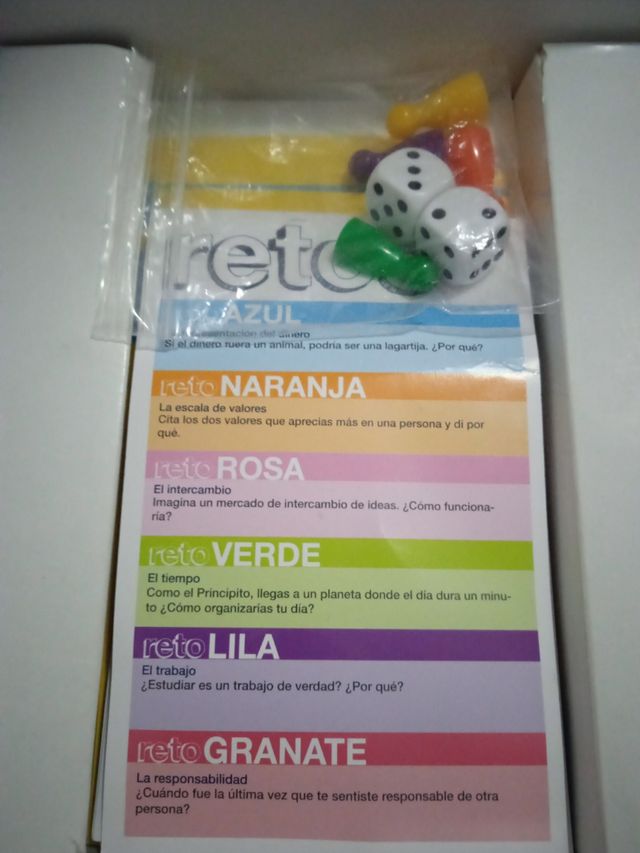 reto
AZUL
dinero
Si el dinero fuera un animal, podría ser una lagartija. ¿Por qué?
reto NARANJA
La escala de valores
Cita los dos valores que aprecias más en una persona y di por
qué.
reto ROSA
El intercambio
Imagina un mercado de intercambio de ideas. ¿Cómo funciona-
ría?
reto VERDE
El tiempo
Como el Principito, llegas a un planeta donde el día dura un minu-
to ¿Cómo organizarías tu día?
reto LILA
El trabajo
¿Estudiar es un trabajo de verdad? ¿Por qué?
reto GRANATE
La responsabilidad
¿Cuándo fue la última vez que te sentiste responsable de otra
persona?